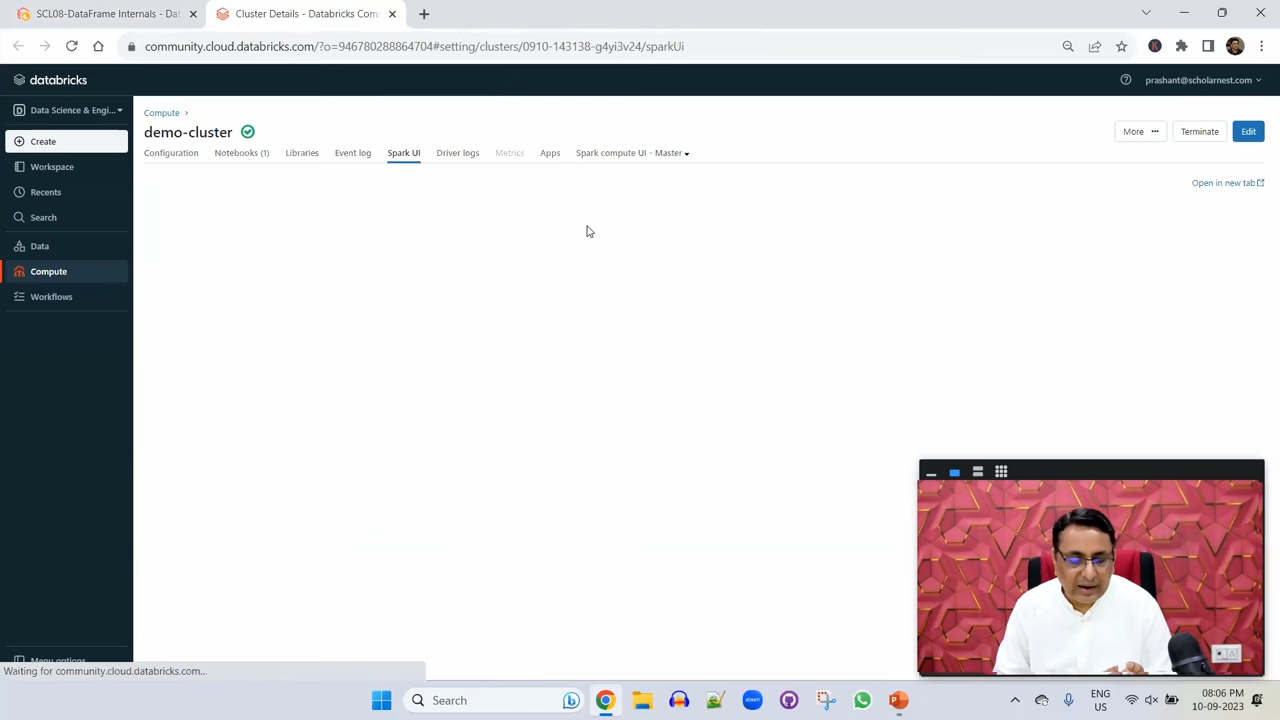 SCL08-DataFrame Internals - Dat
Cluster Details - Databricks Com
community.cloud.databricks.com/?o=946780288864704#setting/clusters/0910-143138-g4yi3v24/sparkUi
databricks
prashant@scholarnest.com
Data Science & Engi...
Create
Workspace
Recents
Search
Data
Compute
Workflows
Menu options
Compute
demo-cluster
More
Terminate
Edit
Configuration
Notebooks (1)
Libraries
Event log
Spark UI
Driver logs
Metrics
Apps
Spark compute UI - Master
Open in new tab
Waiting for community.cloud.databricks.com...
Search
ENG
US
08:06 PM
10-09-2023